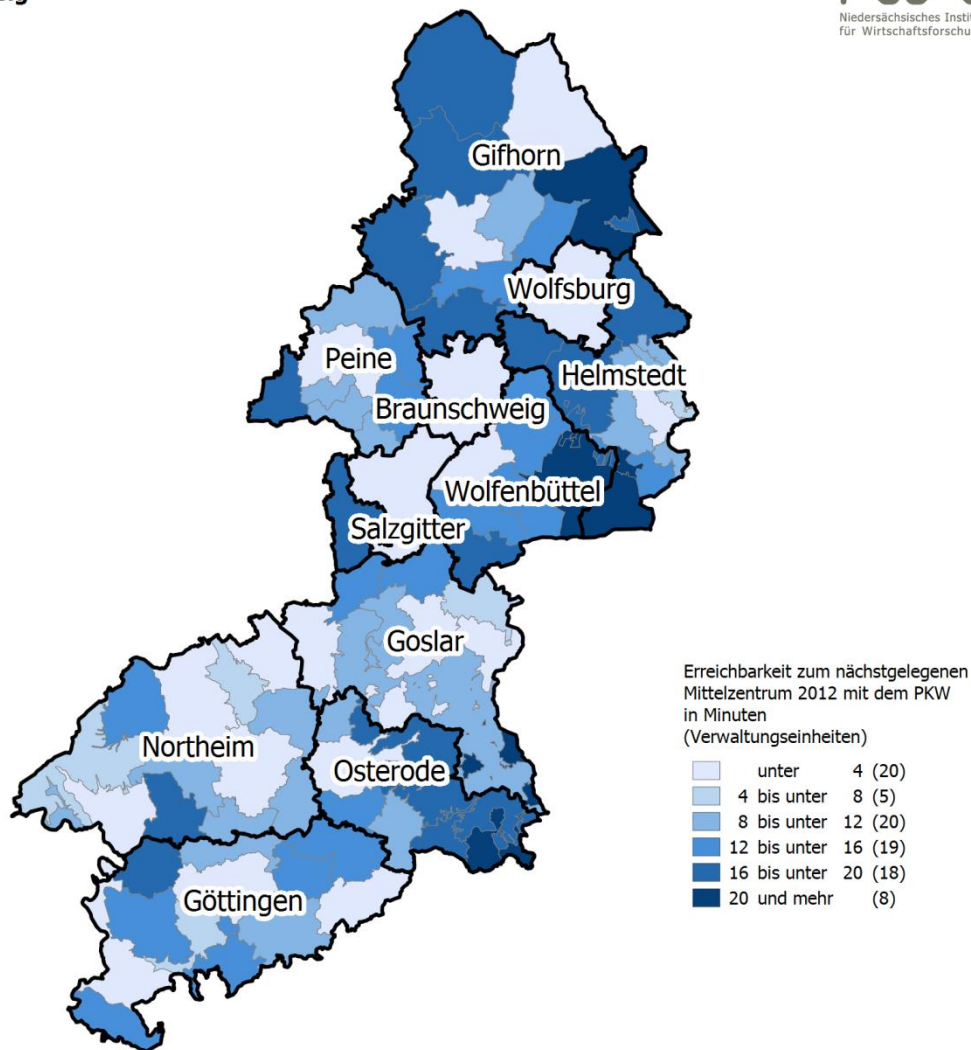 Niedersächsisches Instit
für Wirtschaftsforschu
Gifhorn
Wolfsburg
Peine
Helmstedt
Braunschweig
Wolfenbüttel
Salzgitter
Goslar
Northeim
Osterode
Göttingen
Erreichbarkeit zum nächstgelegenen
Mittelzentrum 2012 mit dem PKW
in Minuten
(Verwaltungseinheiten)
unter 4 (20)
4 bis unter 8 (5)
8 bis unter 12 (20)
12 bis unter 16 (19)
16 bis unter 20 (18)
20 und mehr (8)